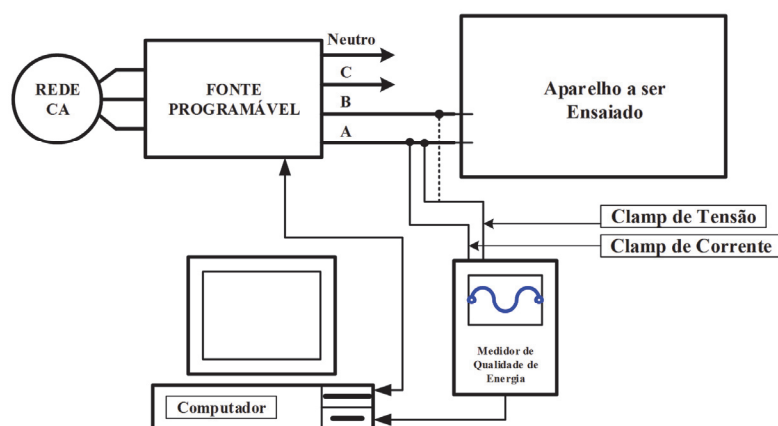 REDE
CA
FONTE
PROGRAMÁVEL
Neutro
C
B
A
Aparelho a ser
Ensaiado
Clamp de Tensão
Clamp de Corrente
Medidor de
Qualidade de
Energia
Computador